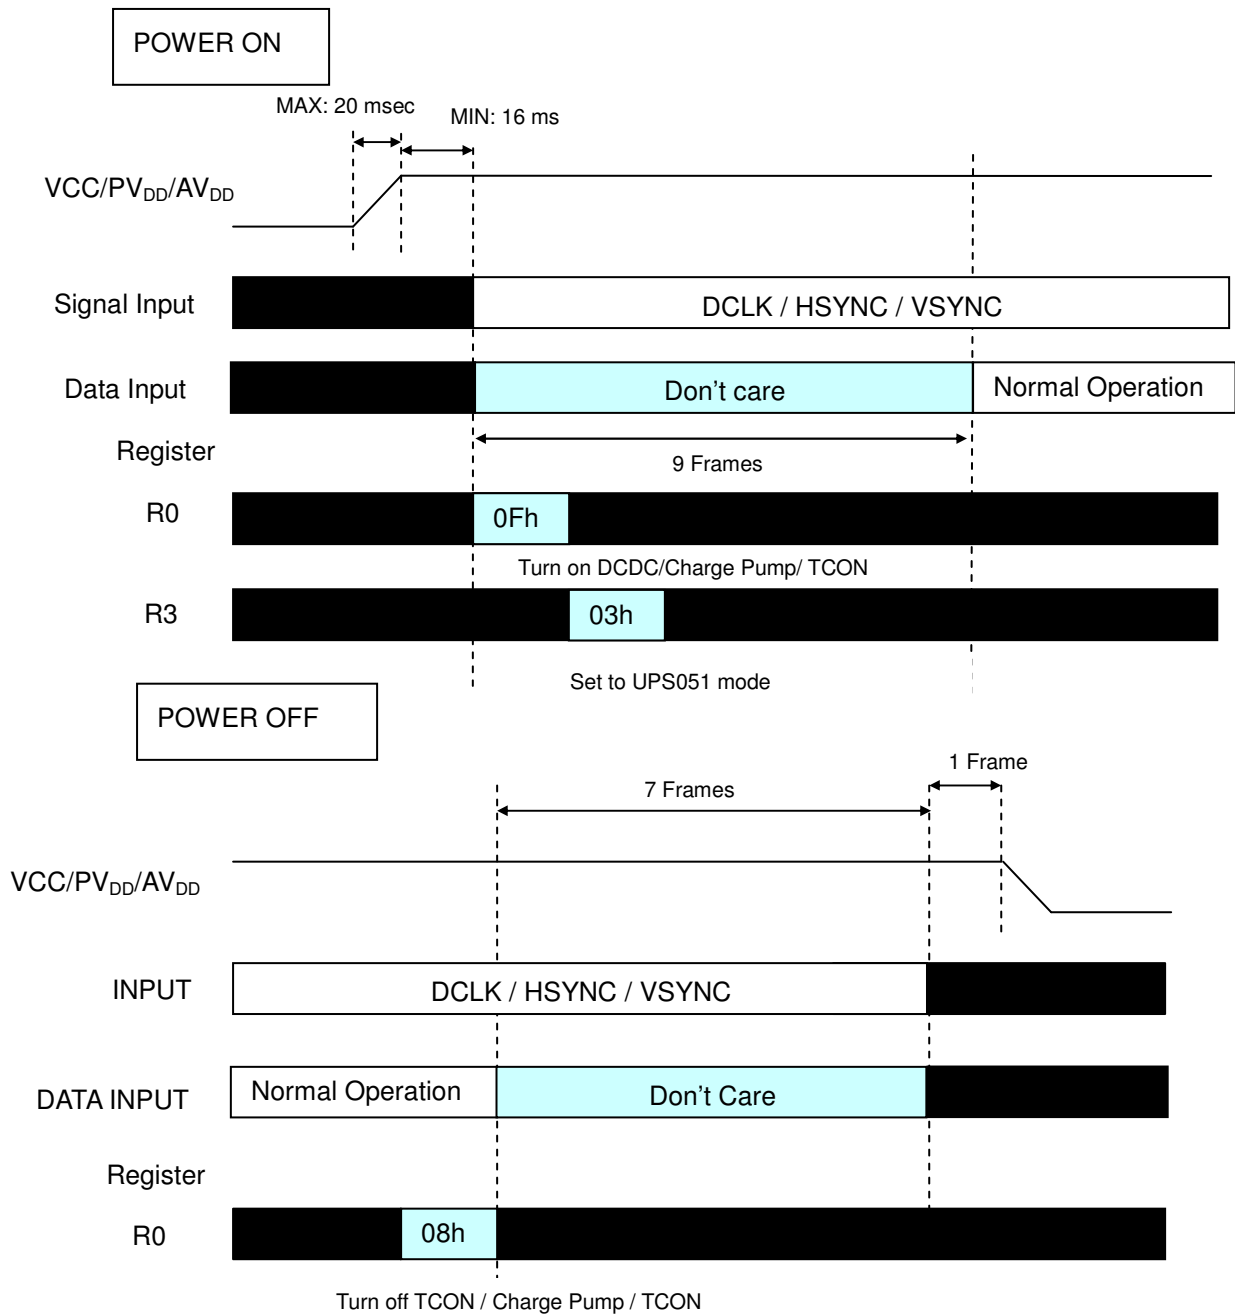 POWER ON
MAX: 20 msec
MIN: 16 ms
VCC/PVDD/AVDD
Signal Input
DCLK / HSYNC / VSYNC
Data Input
Don't care
Normal Operation
Register
9 Frames
R0
0Fh
Turn on DCDC/Charge Pump/ TCON
R3
03h
Set to UPS051 mode
POWER OFF
1 Frame
7 Frames
VCC/PVDD/AVDD
INPUT
DCLK / HSYNC / VSYNC
DATA INPUT
Normal Operation
Don't Care
Register
R0
08h
Turn off TCON / Charge Pump / TCON